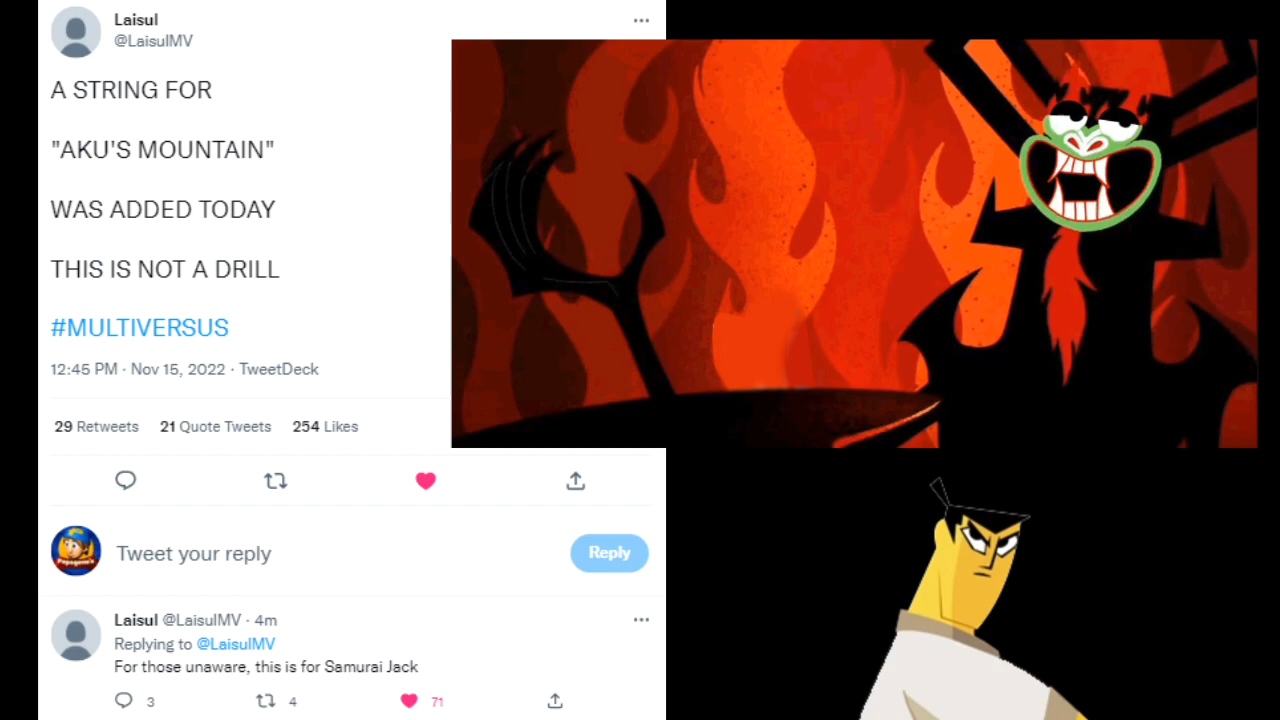 Laisul
@LaisulMV
A STRING FOR
"AKU'S MOUNTAIN"
WAS ADDED TODAY
THIS IS NOT A DRILL
#MULTIVERSUS
12:45 PM · Nov 15, 2022 · TweetDeck
29 Retweets 21 Quote Tweets 254 Likes
Tweet your reply
Reply
Laisul @LaisulMV · 4m
Replying to @LaisulMV
For those unaware, this is for Samurai Jack
3 4 71